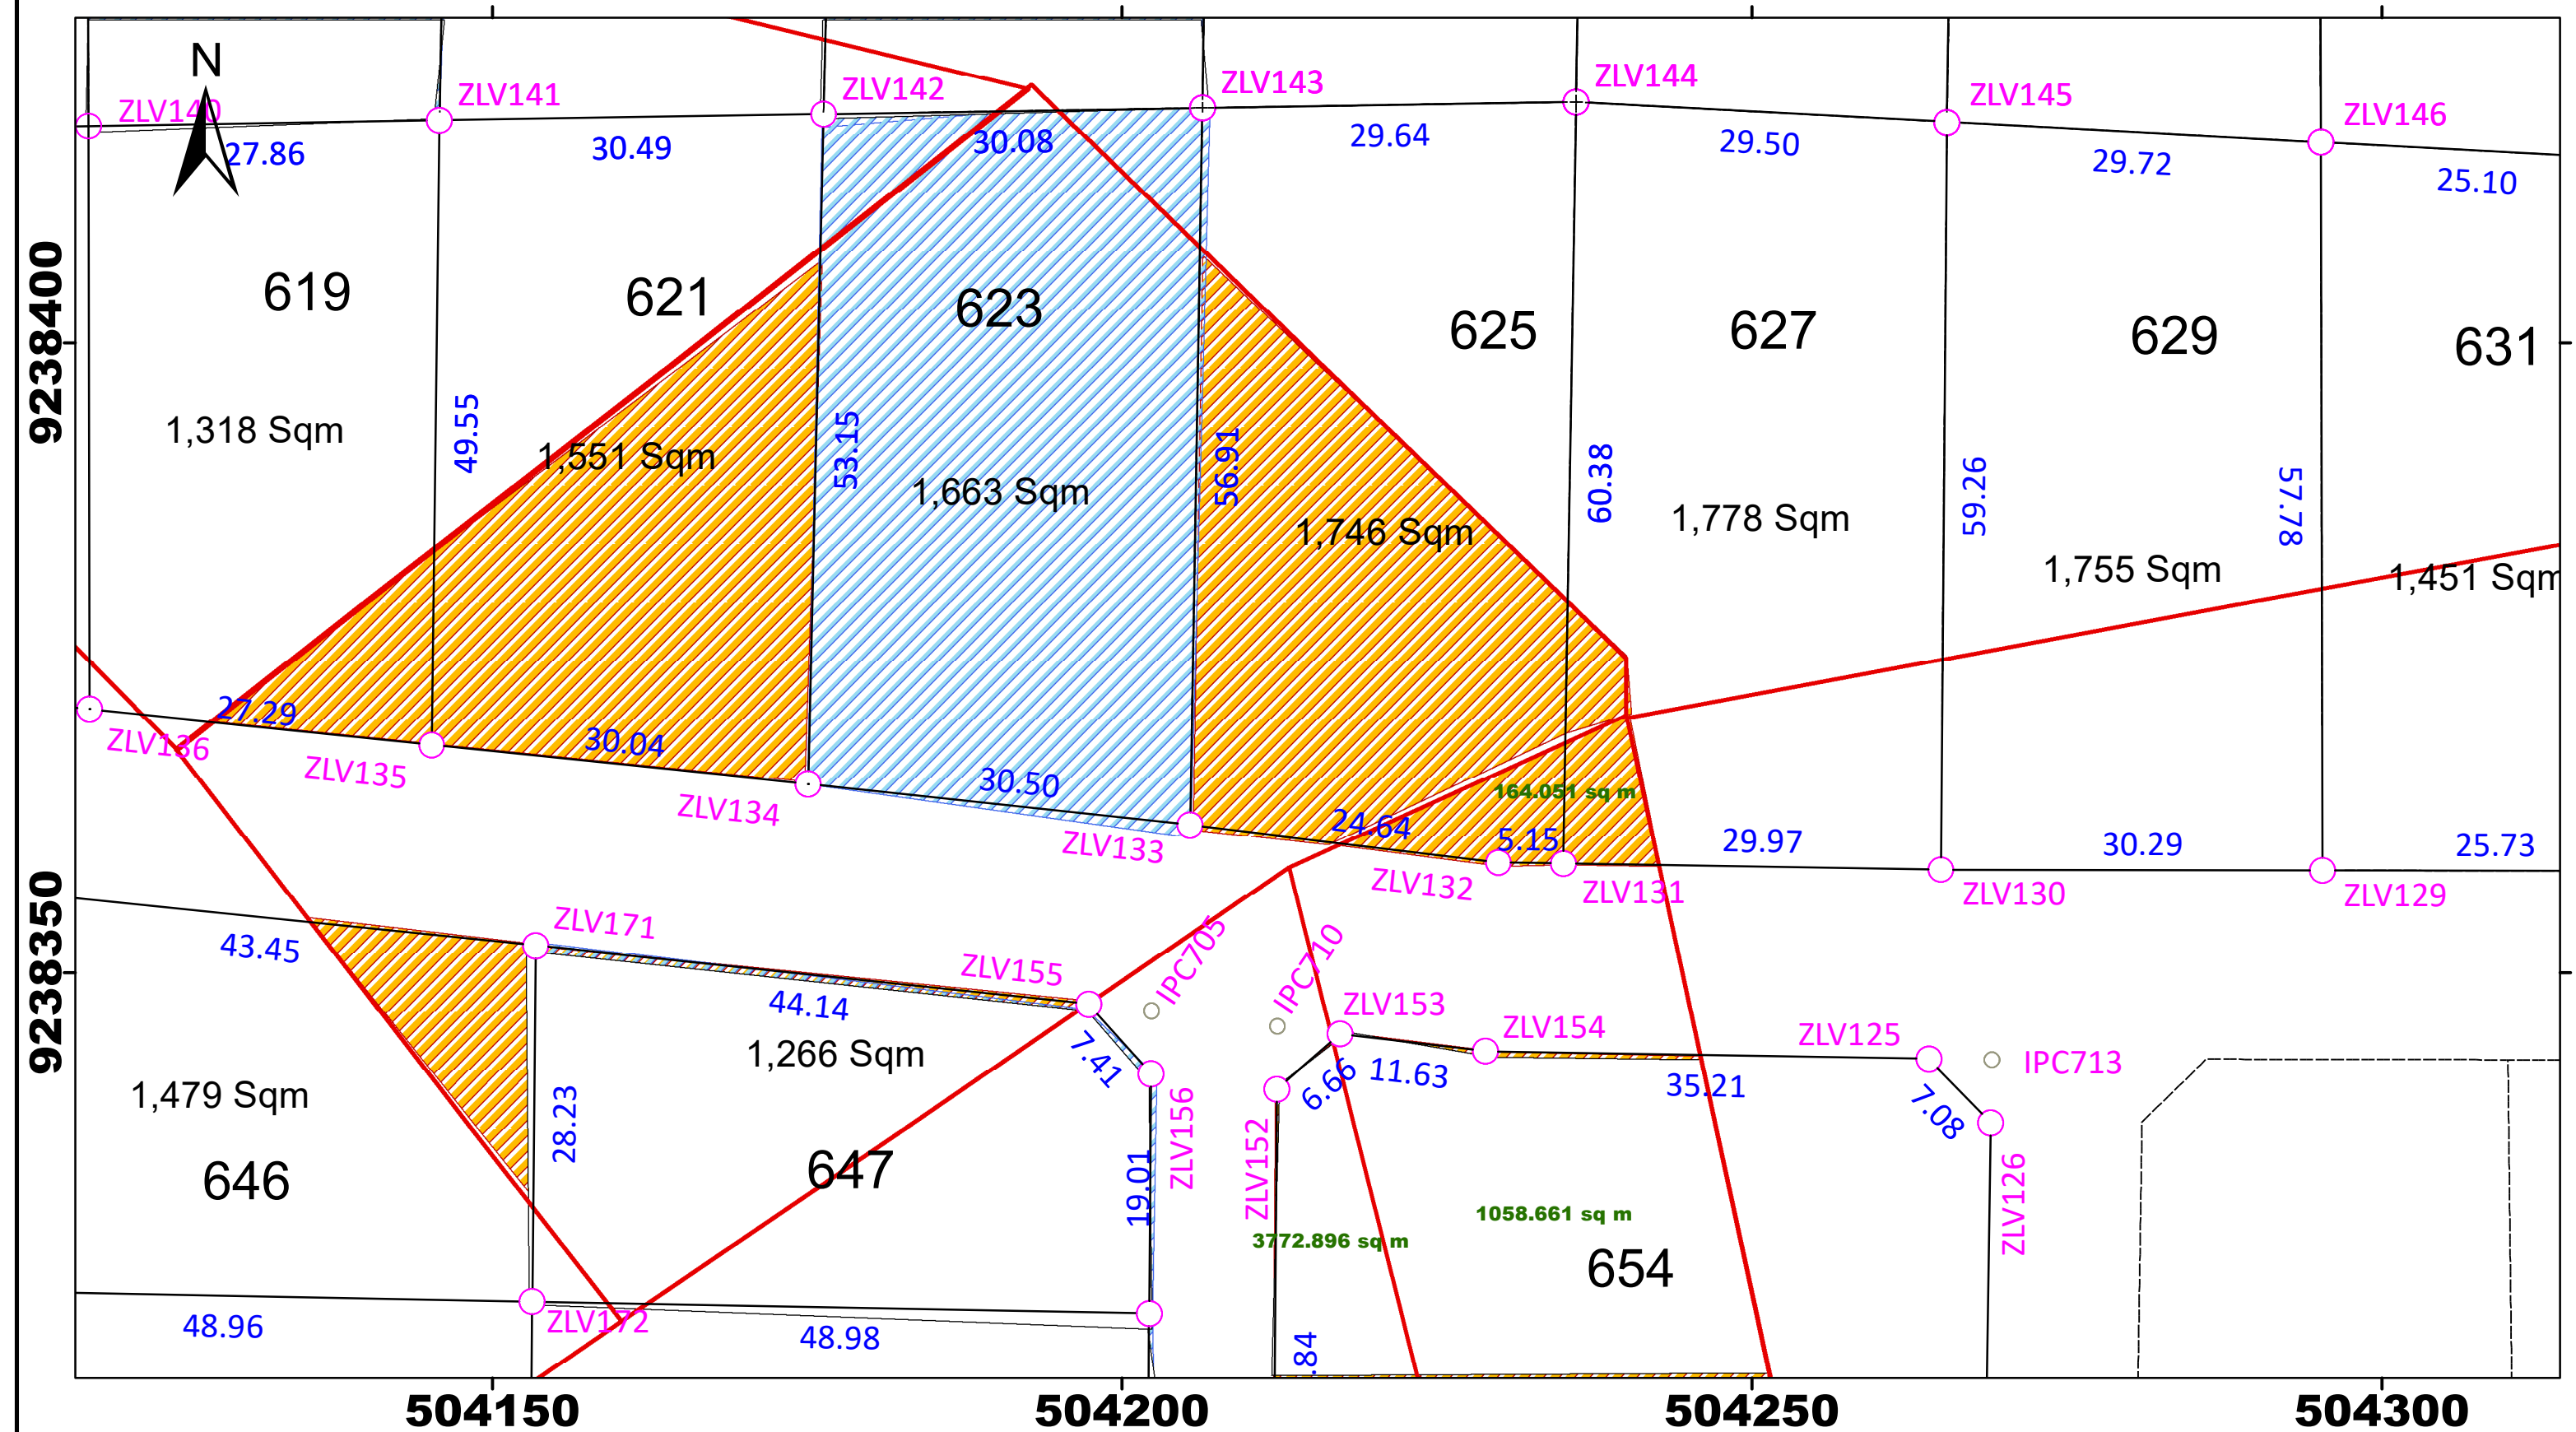 N
ZLV140
ZLV141
ZLV142
ZLV143
ZLV144
ZLV145
ZLV146
27.86
30.49
30.08
29.64
29.50
29.72
25.10
9238400
619
621
623
625
627
629
631
49.55
53.15
56.91
60.38
59.26
57.78
1,318 Sqm
1,551 Sqm
1,663 Sqm
1,746 Sqm
1,778 Sqm
1,755 Sqm
1,451 Sqm
27.29
30.04
30.50
24.64
5.15
29.97
30.29
25.73
164.051 sq m
ZLV136
ZLV135
ZLV134
ZLV133
ZLV132
ZLV131
ZLV130
ZLV129
9238350
43.45
ZLV171
ZLV155
44.14
7.41
IPC705
IPC710
ZLV153
ZLV154
ZLV125
IPC713
6.66
11.63
35.21
7.08
1,479 Sqm
1,266 Sqm
28.23
19.01
ZLV156
ZLV152
ZLV126
646
647
654
1058.661 sq m
3772.896 sq m
48.96
ZLV172
48.98
.84
504150
504200
504250
504300